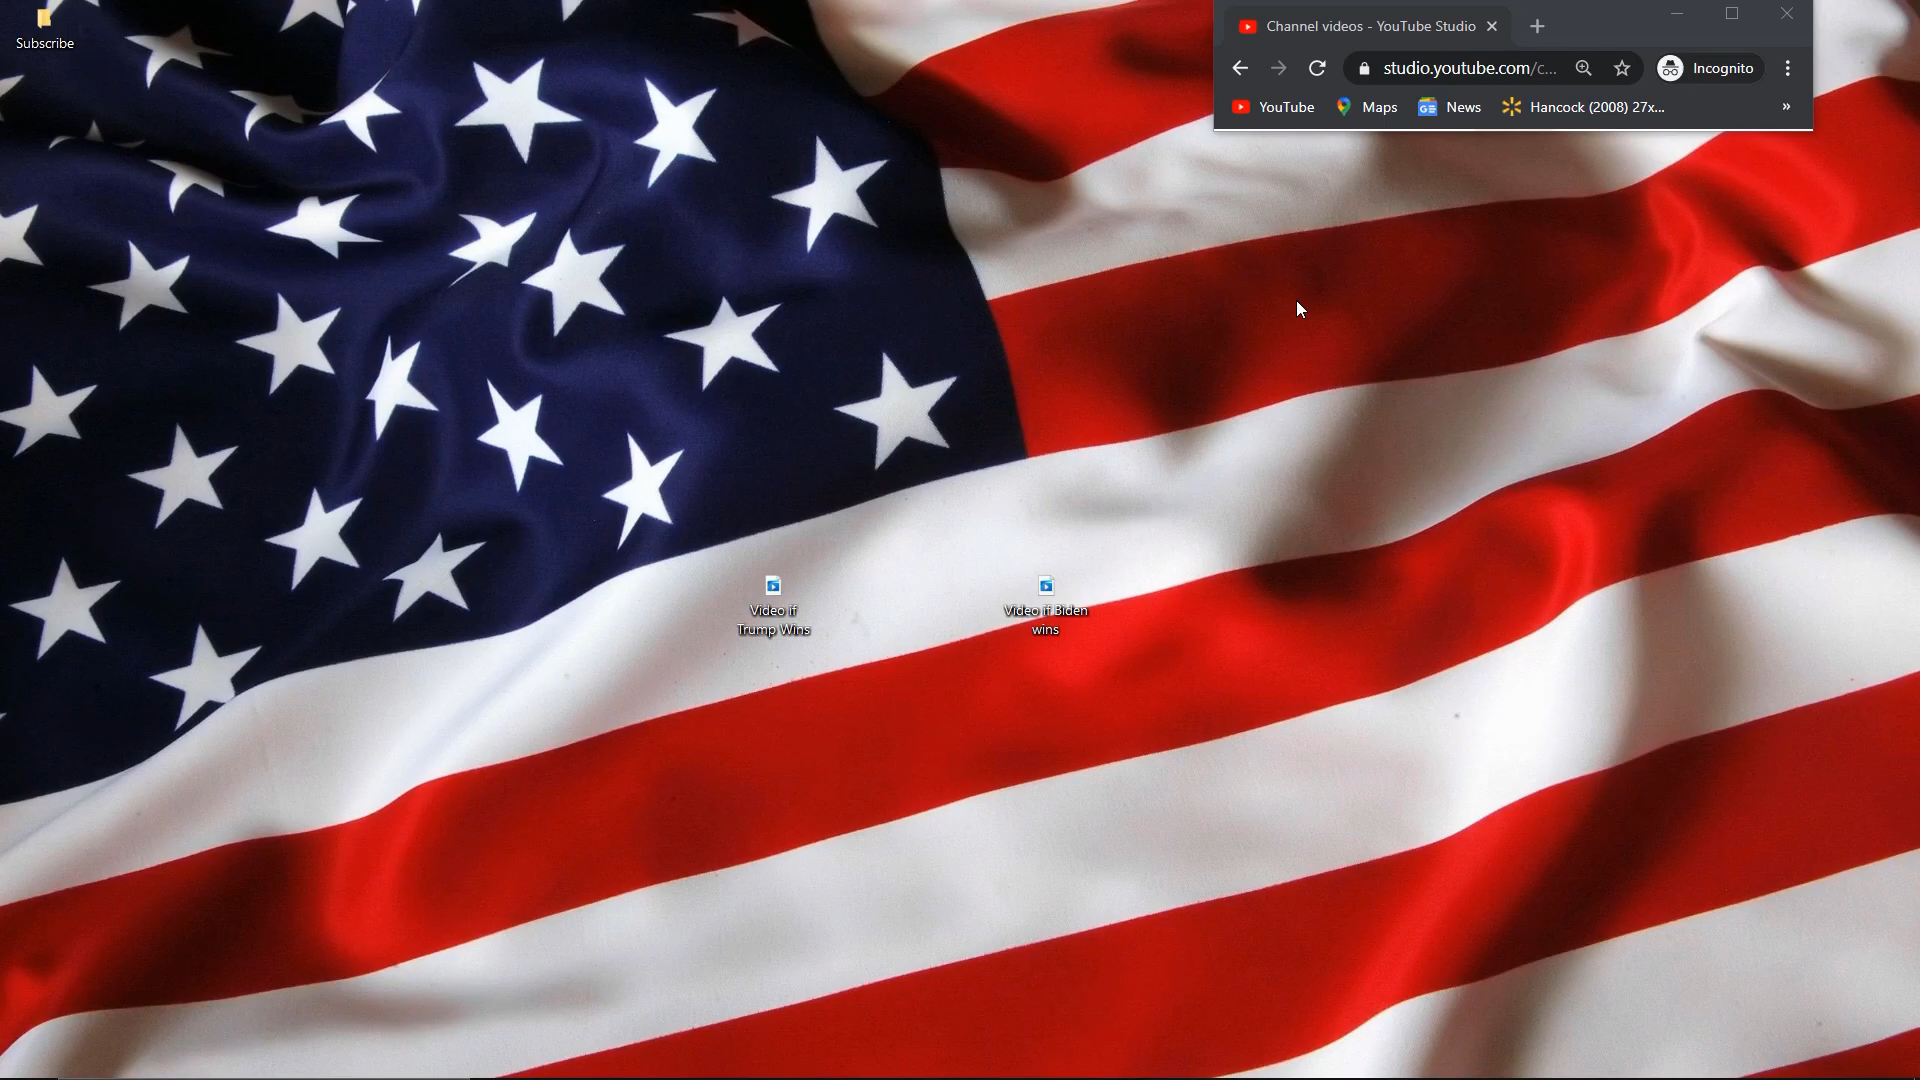 Subscribe
Channel videos - YouTube Studio
studio.youtube.com/c...
Incognito
YouTube
Maps
News
Hancock (2008) 27x...
»
Video if
Trump Wins
Video if Biden
wins